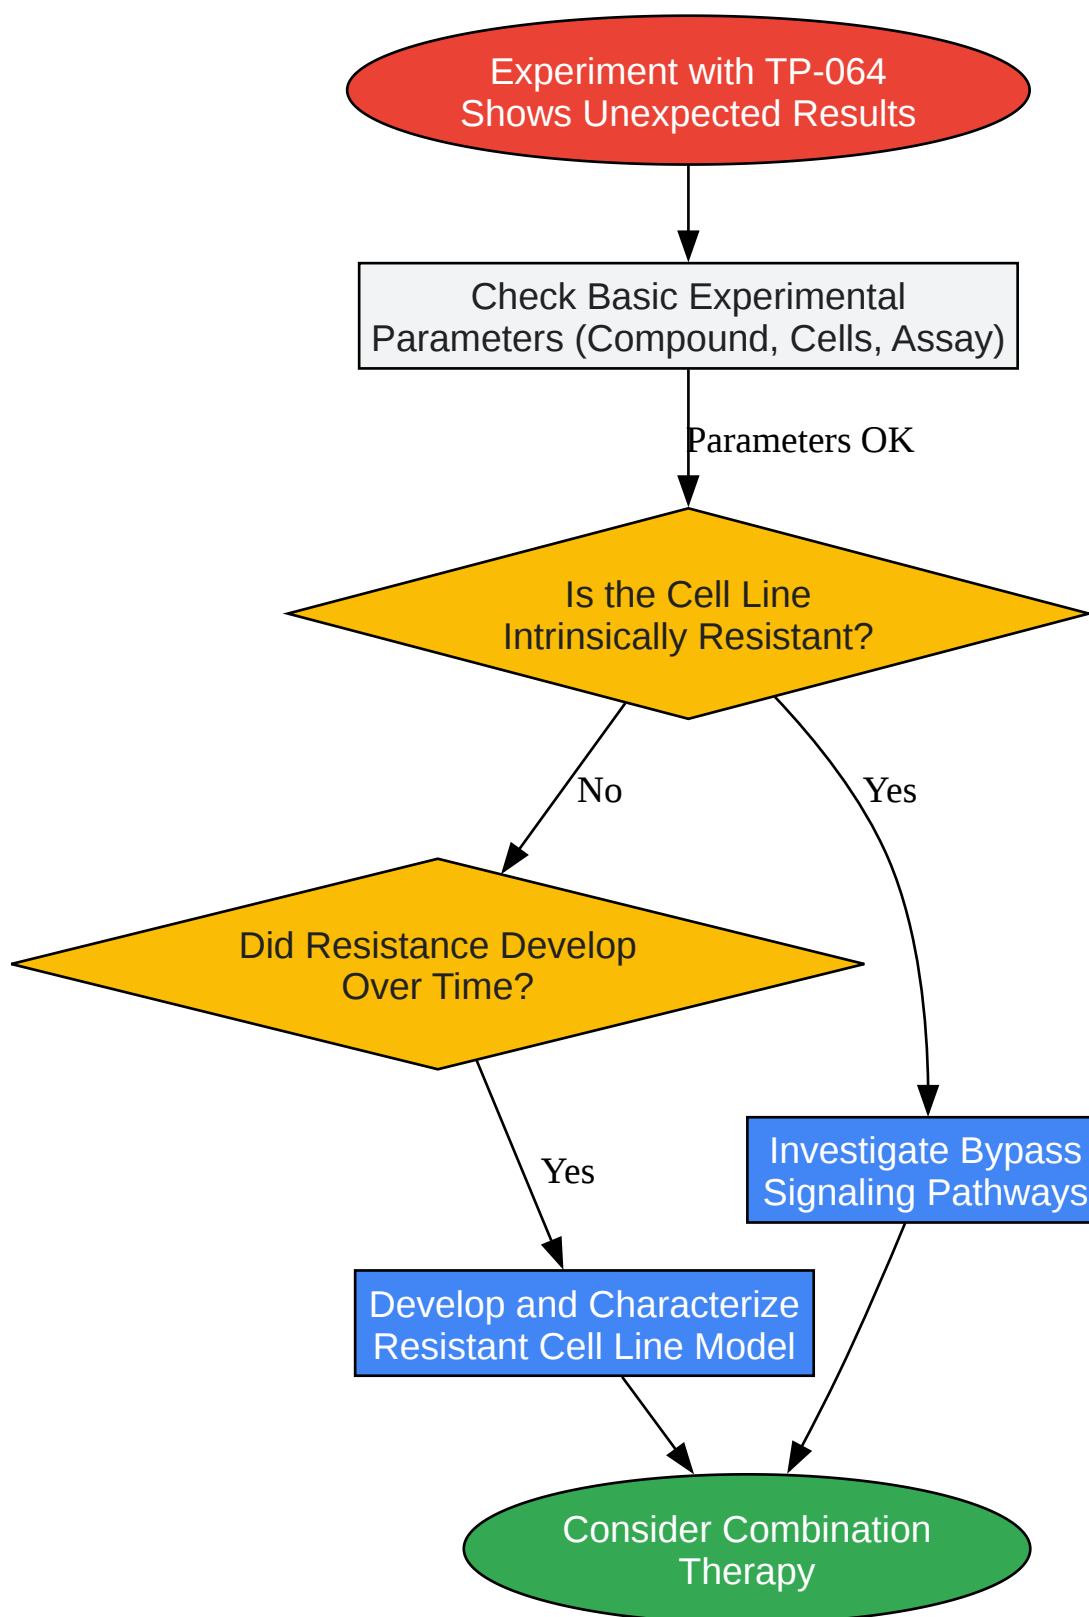 Experiment with TP-064
Shows Unexpected Results
Check Basic Experimental
Parameters (Compound, Cells, Assay)
Parameters OK
Is the Cell Line
Intrinsically Resistant?
No
Yes
Did Resistance Develop
Over Time?
Yes
Investigate Bypass
Signaling Pathways
Develop and Characterize
Resistant Cell Line Model
Consider Combination
Therapy